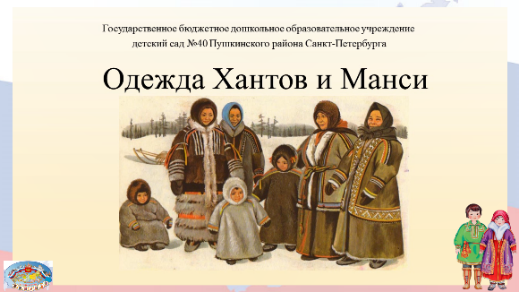 Государственное бюджетное дошкольное образовательное учреждение
детский сад №40 Пушкинского района Санкт-Петербурга
Одежда Хантов и Манси